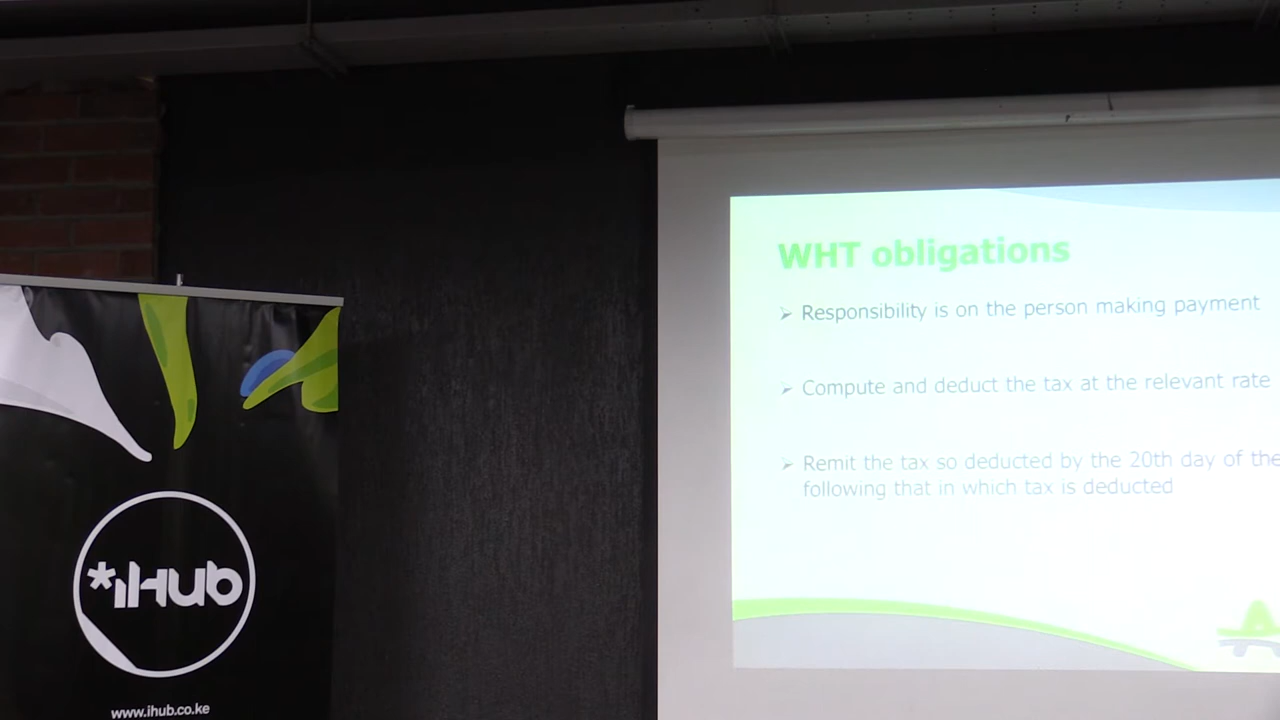 WHT obligations
➢ Responsibility is on the person making payment
➢ Compute and deduct the tax at the relevant rate
➢ Remit the tax so deducted by the 20th day of the
following that in which tax is deducted
*iHub
www.ihub.co.ke